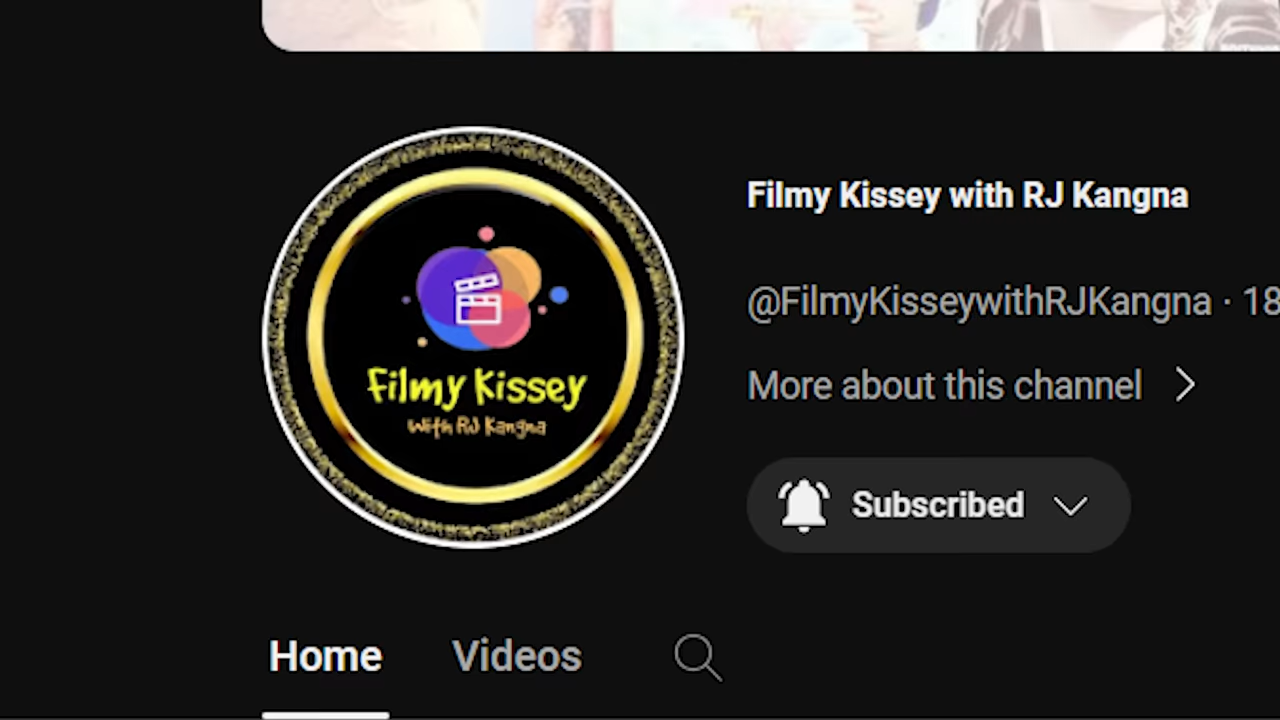 Filmy Kissey
With RJ Kangna
Filmy Kissey with RJ Kangna
@FilmyKisseywithRJKangna · 18
More about this channel
Subscribed
Home Videos